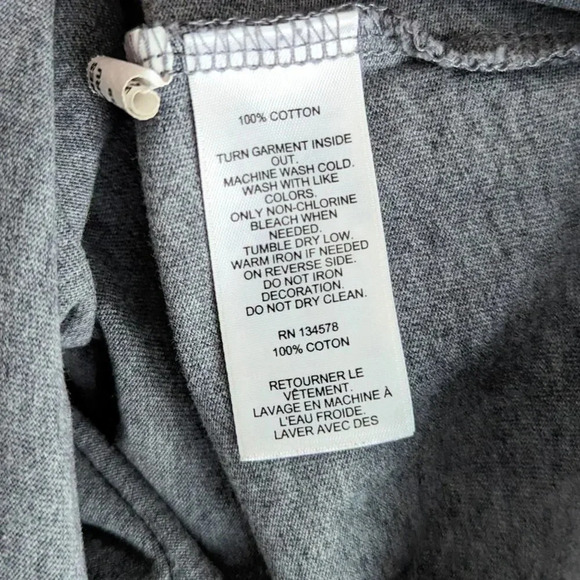 100% COTTON
TURN GARMENT INSIDE
OUT.
MACHINE WASH COLD.
WASH WITH LIKE
COLORS.
ONLY NON-CHLORINE
BLEACH WHEN
NEEDED.
TUMBLE DRY LOW.
WARM IRON IF NEEDED
ON REVERSE SIDE.
DO NOT IRON
DECORATION.
DO NOT DRY CLEAN.
RN 134578
100% COTON
RETOURNER LE
VÊTEMENT.
LAVAGE EN MACHINE À
L'EAU FROIDE.
LAVER AVEC DES